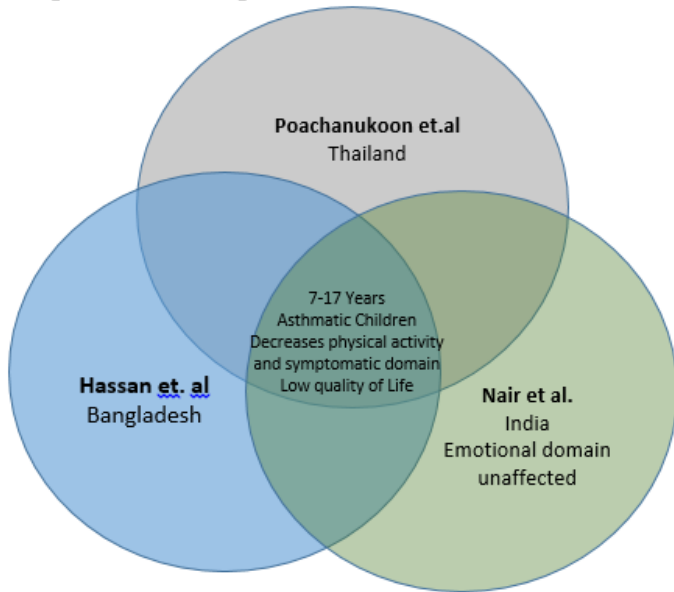 Poachanukoon et.al
Thailand
7-17 Years
Asthmatic Children
Decreases physical activity
and symptomatic domain
Low quality of Life
Hassan et. al
Bangladesh
Nair et al.
India
Emotional domain
unaffected